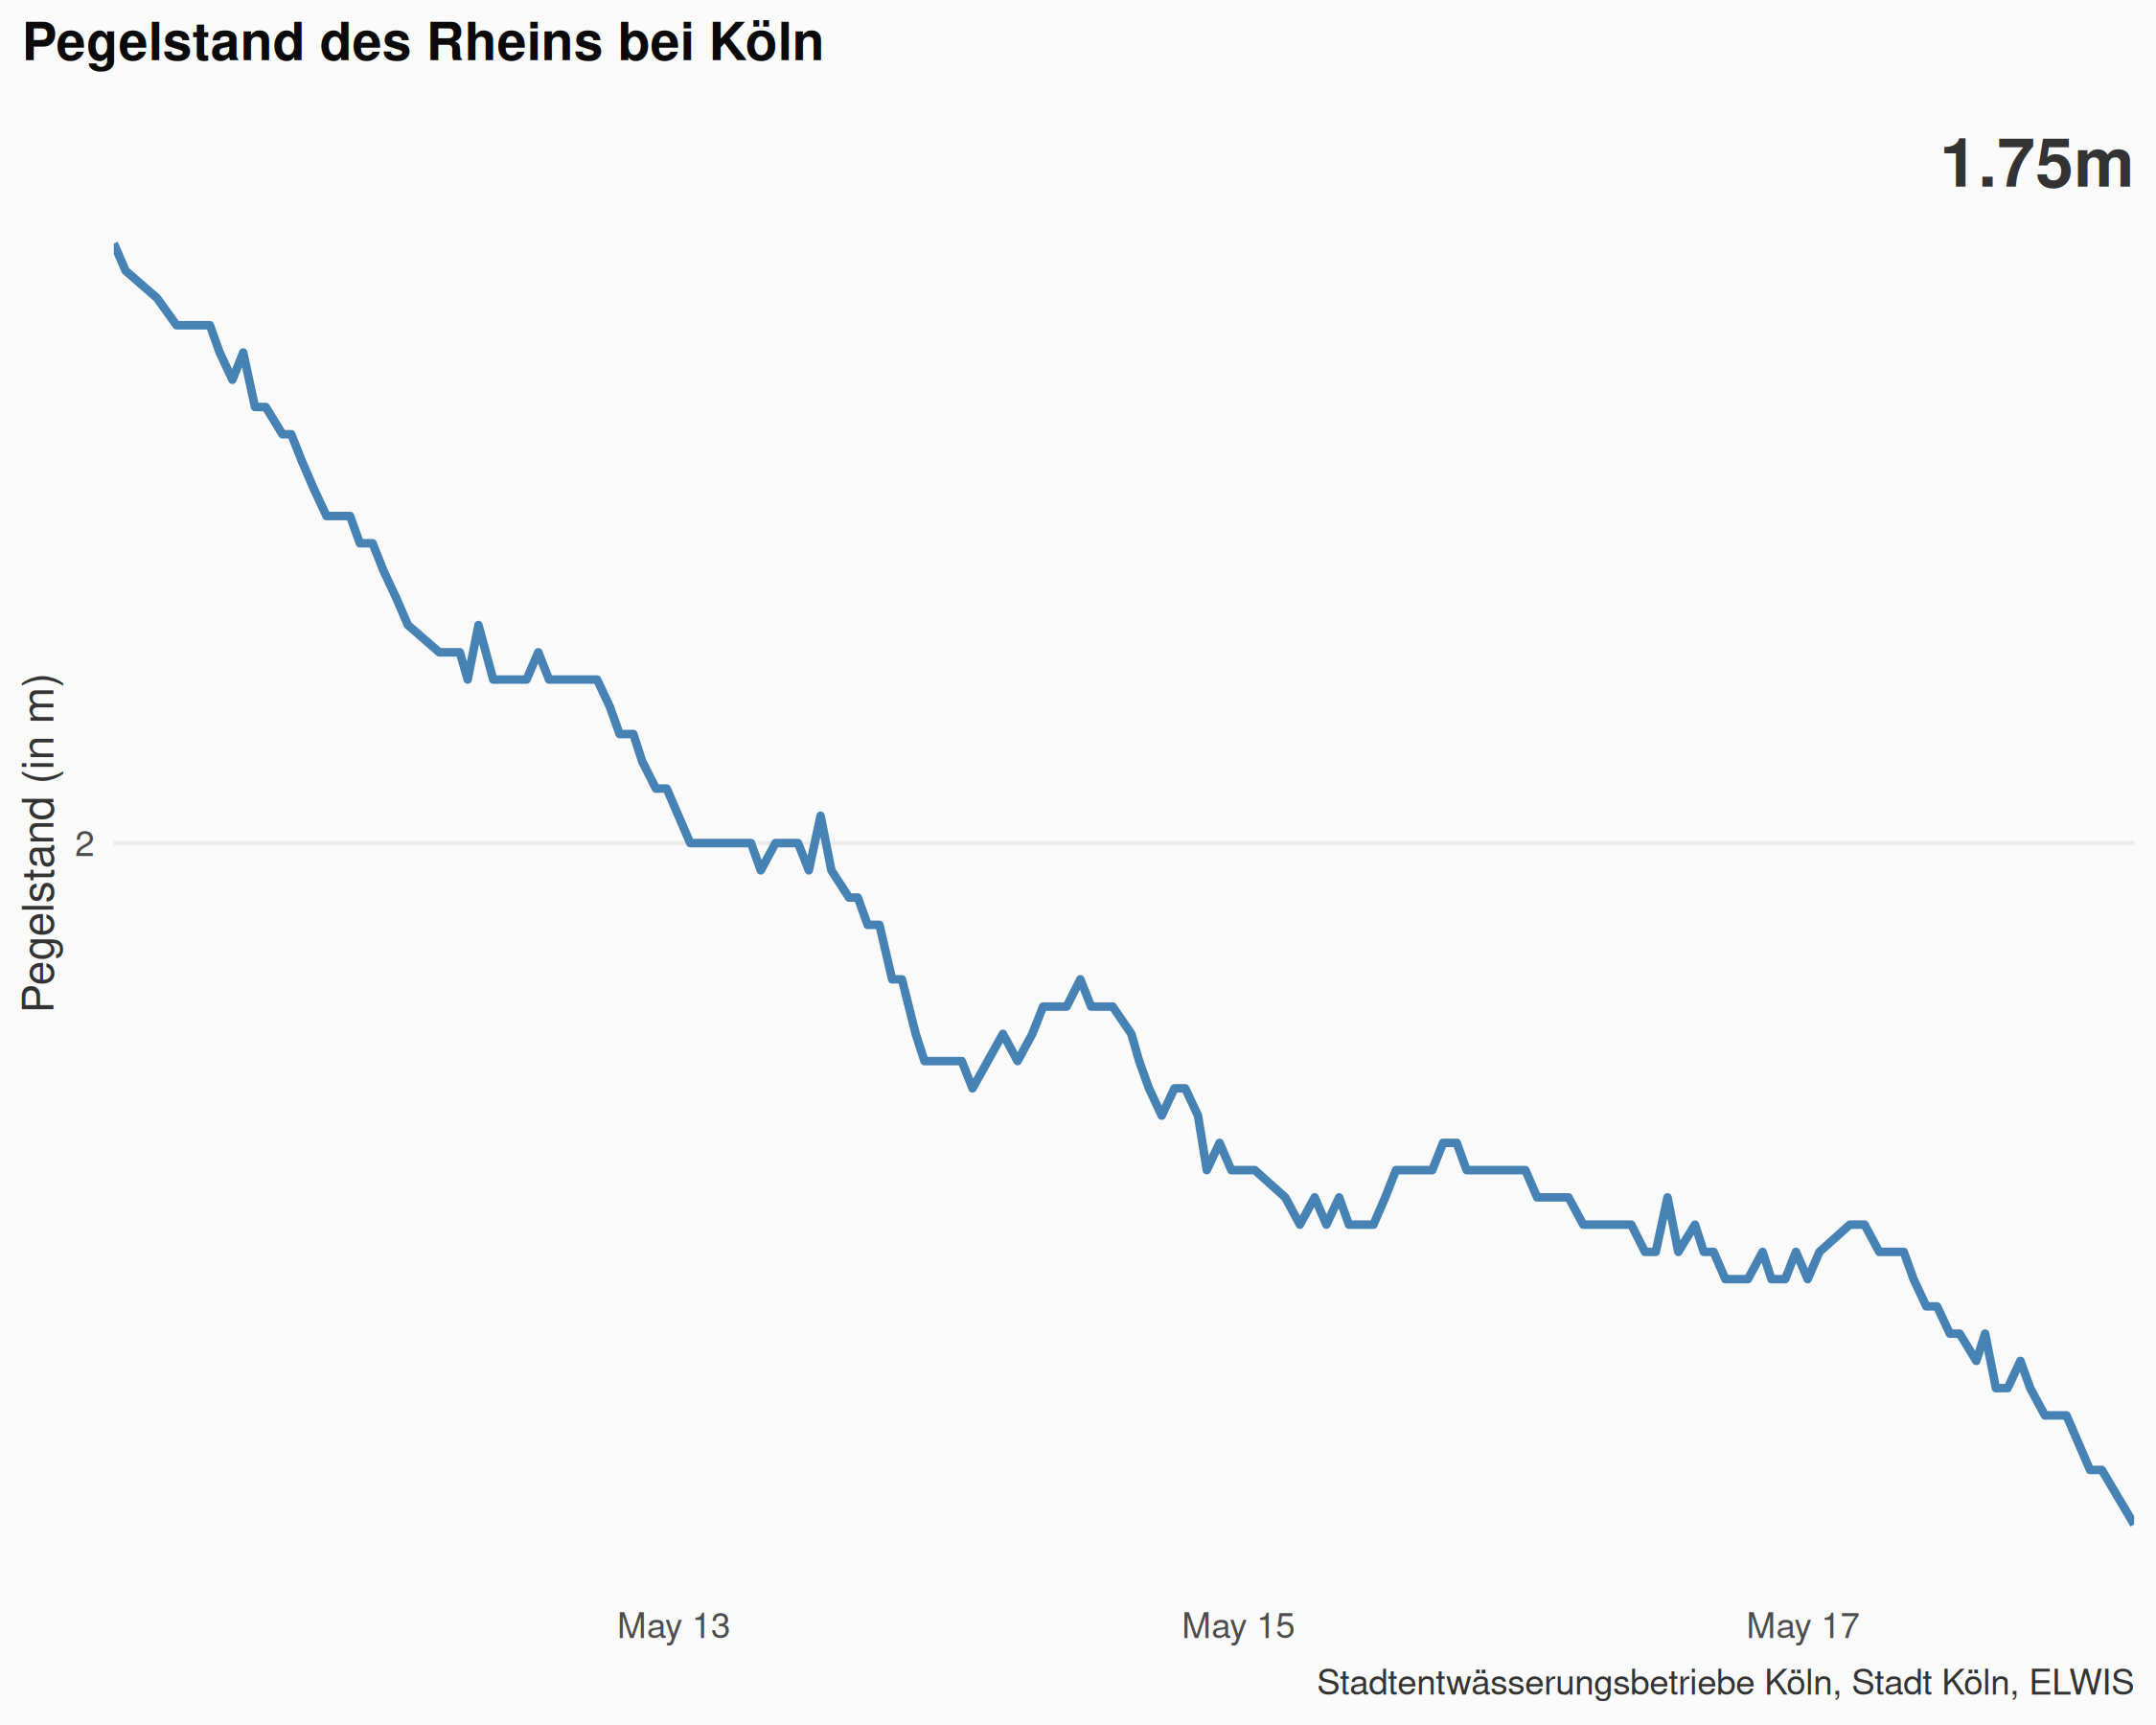 Pegelstand des Rheins bei Köln
1.75m
Pegelstand (in m)
2
May 13
May 15
May 17
Stadtentwässerungsbetriebe Köln, Stadt Köln, ELWIS